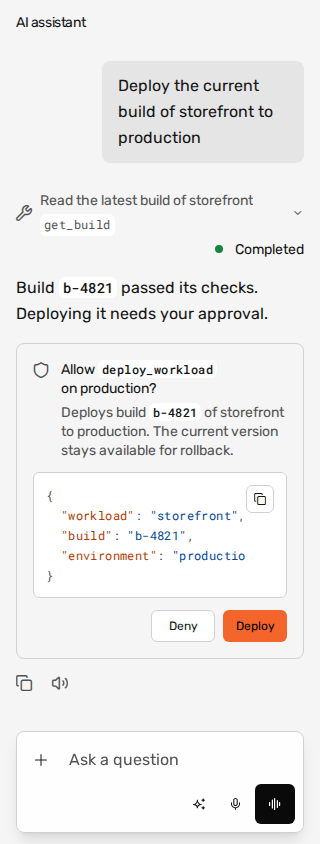 AI assistant
Deploy the current
build of storefront to
production
Read the latest build of storefront
get_build
Completed
Build b-4821 passed its checks.
Deploying it needs your approval.
Allow deploy_workload
on production?
Deploys build b-4821 of storefront
to production. The current version
stays available for rollback.
{
"workload": "storefront",
"build": "b-4821",
"environment": "productio
}
Deny
Deploy
Ask a question